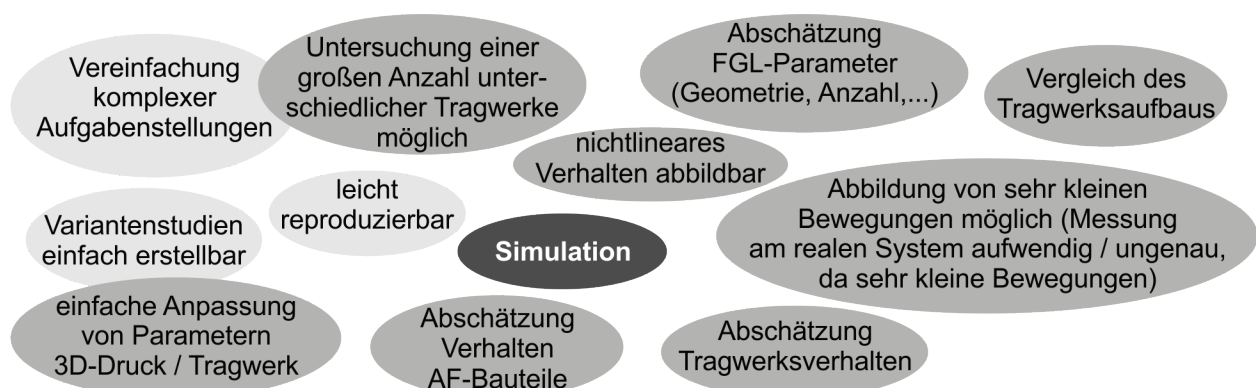 Vereinfachung
komplexer
Aufgabenstellungen
Untersuchung einer
großen Anzahl unter-
schiedlicher Tragwerke
möglich
Abschätzung
FGL-Parameter
(Geometrie, Anzahl,...)
Vergleich des
Tragwerksaufbaus
nichtlineares
Verhalten abbildbar
leicht
reproduzierbar
Abbildung von sehr kleinen
Bewegungen möglich (Messung
am realen System aufwendig / ungenau,
da sehr kleine Bewegungen)
Variantenstudien
einfach erstellbar
Simulation
einfache Anpassung
von Parametern
3D-Druck / Tragwerk
Abschätzung
Verhalten
AF-Bauteile
Abschätzung
Tragwerksverhalten